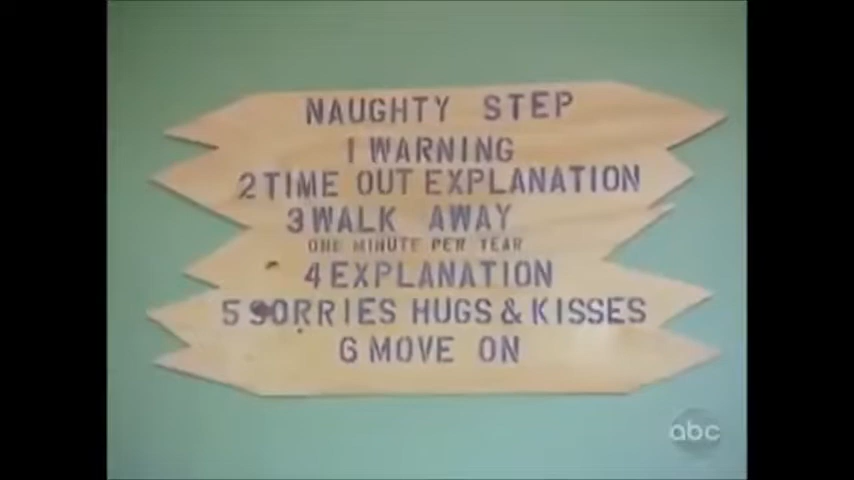 NAUGHTY STEP
1 WARNING
2 TIME OUT EXPLANATION
3 WALK AWAY
ONE MINUTE PER YEAR
4 EXPLANATION
5 SORRIES HUGS & KISSES
6 MOVE ON
abc